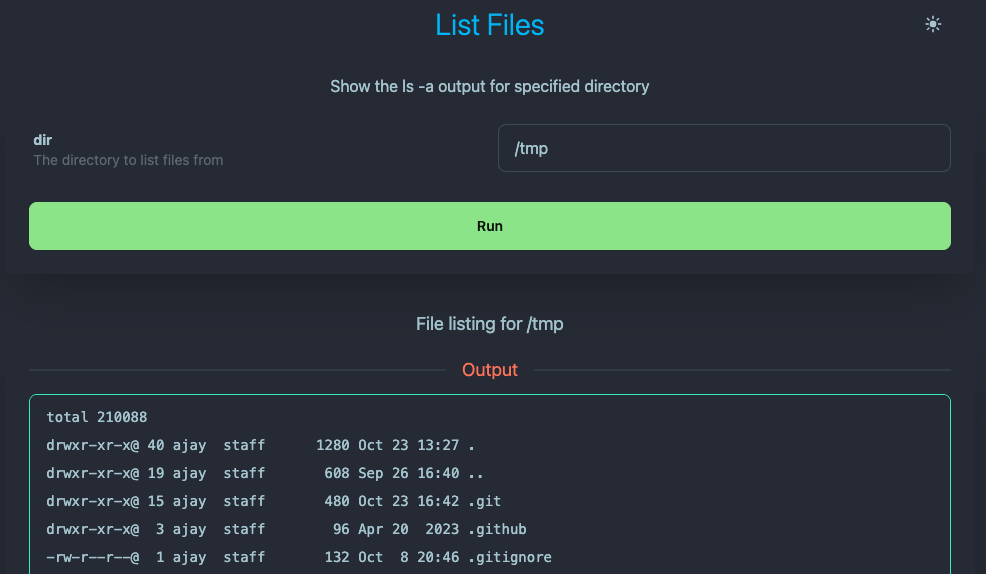 List Files
Show the ls -a output for specified directory
dir
The directory to list files from
/tmp
Run
File listing for /tmp
Output
total 210088
drwxr-xr-x@ 40 ajay  staff      1280 Oct 23 13:27 .
drwxr-xr-x@ 19 ajay  staff       608 Sep 26 16:40 ..
drwxr-xr-x@ 15 ajay  staff       480 Oct 23 16:42 .git
drwxr-xr-x@  3 ajay  staff        96 Apr 20  2023 .github
-rw-r--r--@  1 ajay  staff       132 Oct  8 20:46 .gitignore